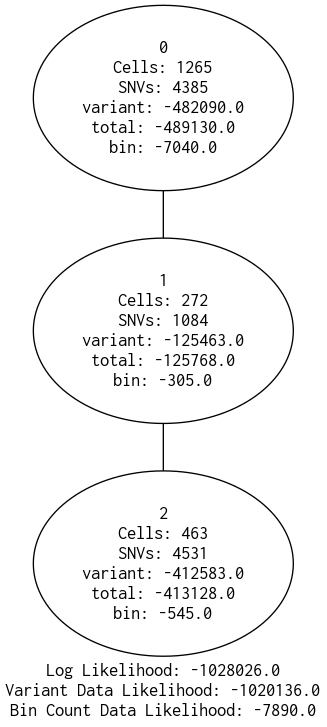 0
Cells: 1265
SNVs: 4385
variant: -482090.0
total: -489130.0
bin: -7040.0
1
Cells: 272
SNVs: 1084
variant: -125463.0
total: -125768.0
bin: -305.0
2
Cells: 463
SNVs: 4531
variant: -412583.0
total: -413128.0
bin: -545.0
Log Likelihood: -1028026.0
Variant Data Likelihood: -1020136.0
Bin Count Data Likelihood: -7890.0